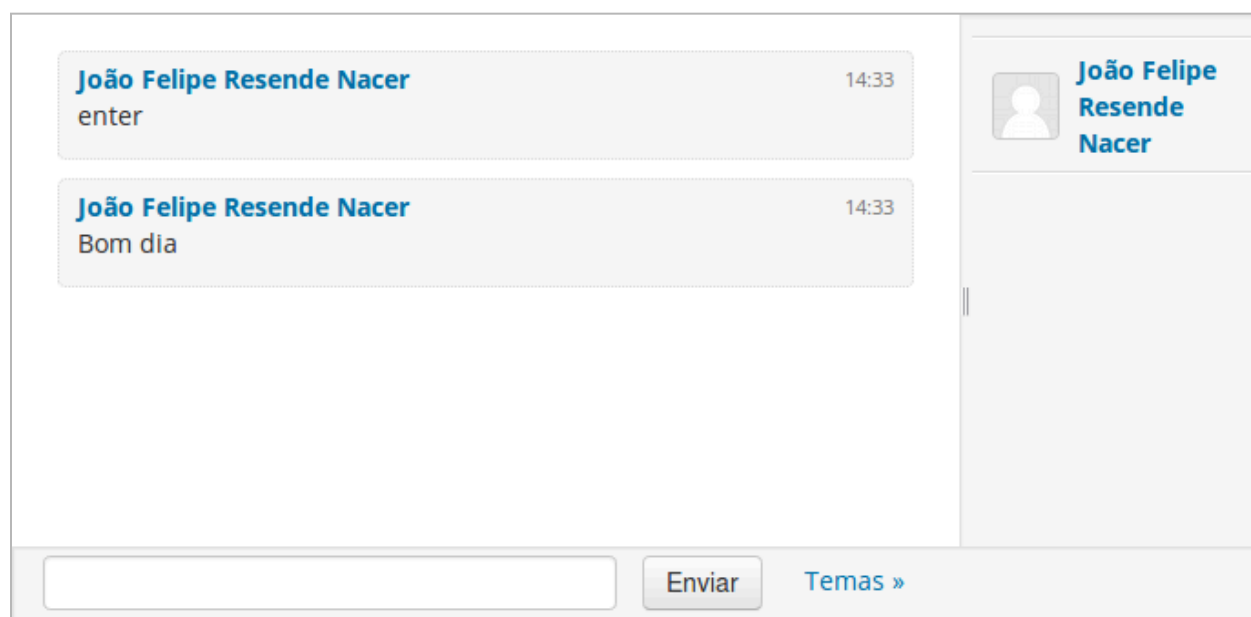 João Felipe Resende Nacer 14:33
enter
João Felipe Resende Nacer 14:33
Bom dia
João Felipe
Resende
Nacer
Enviar Temas »